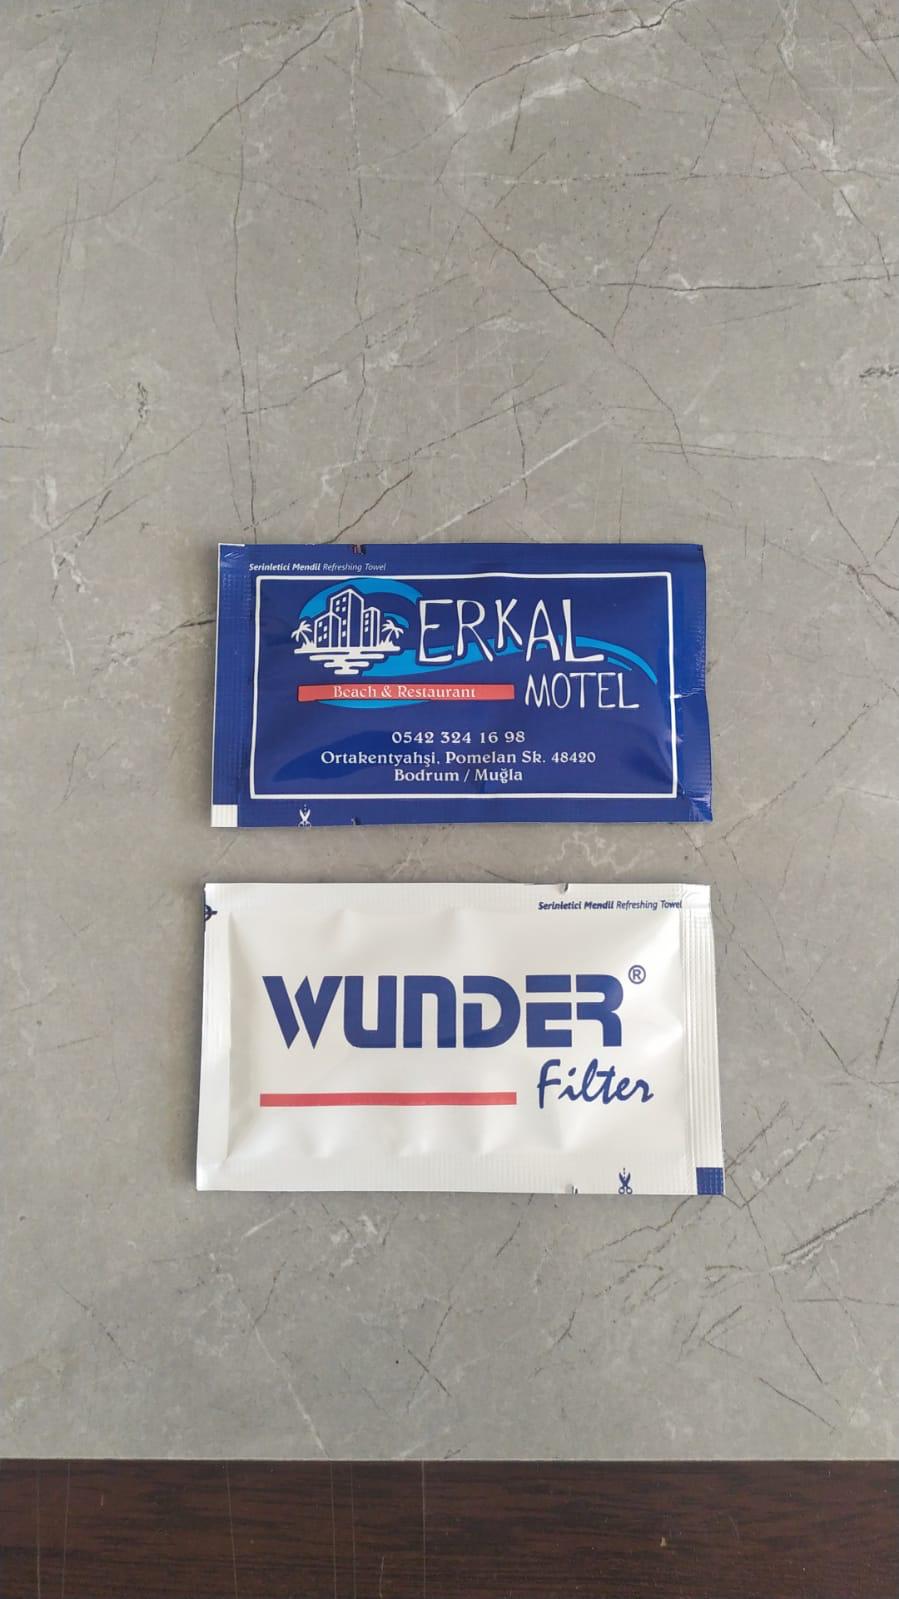 Serinletici Mendil Refreshing Towel
ERKAL
MOTEL
Beach & Restaurant
0542 324 16 98
Ortakentyahşi, Pomelan Sk. 48420
Bodrum / Muğla
Serinletici Mendil Refreshing Towel
WUNDER®
Filter